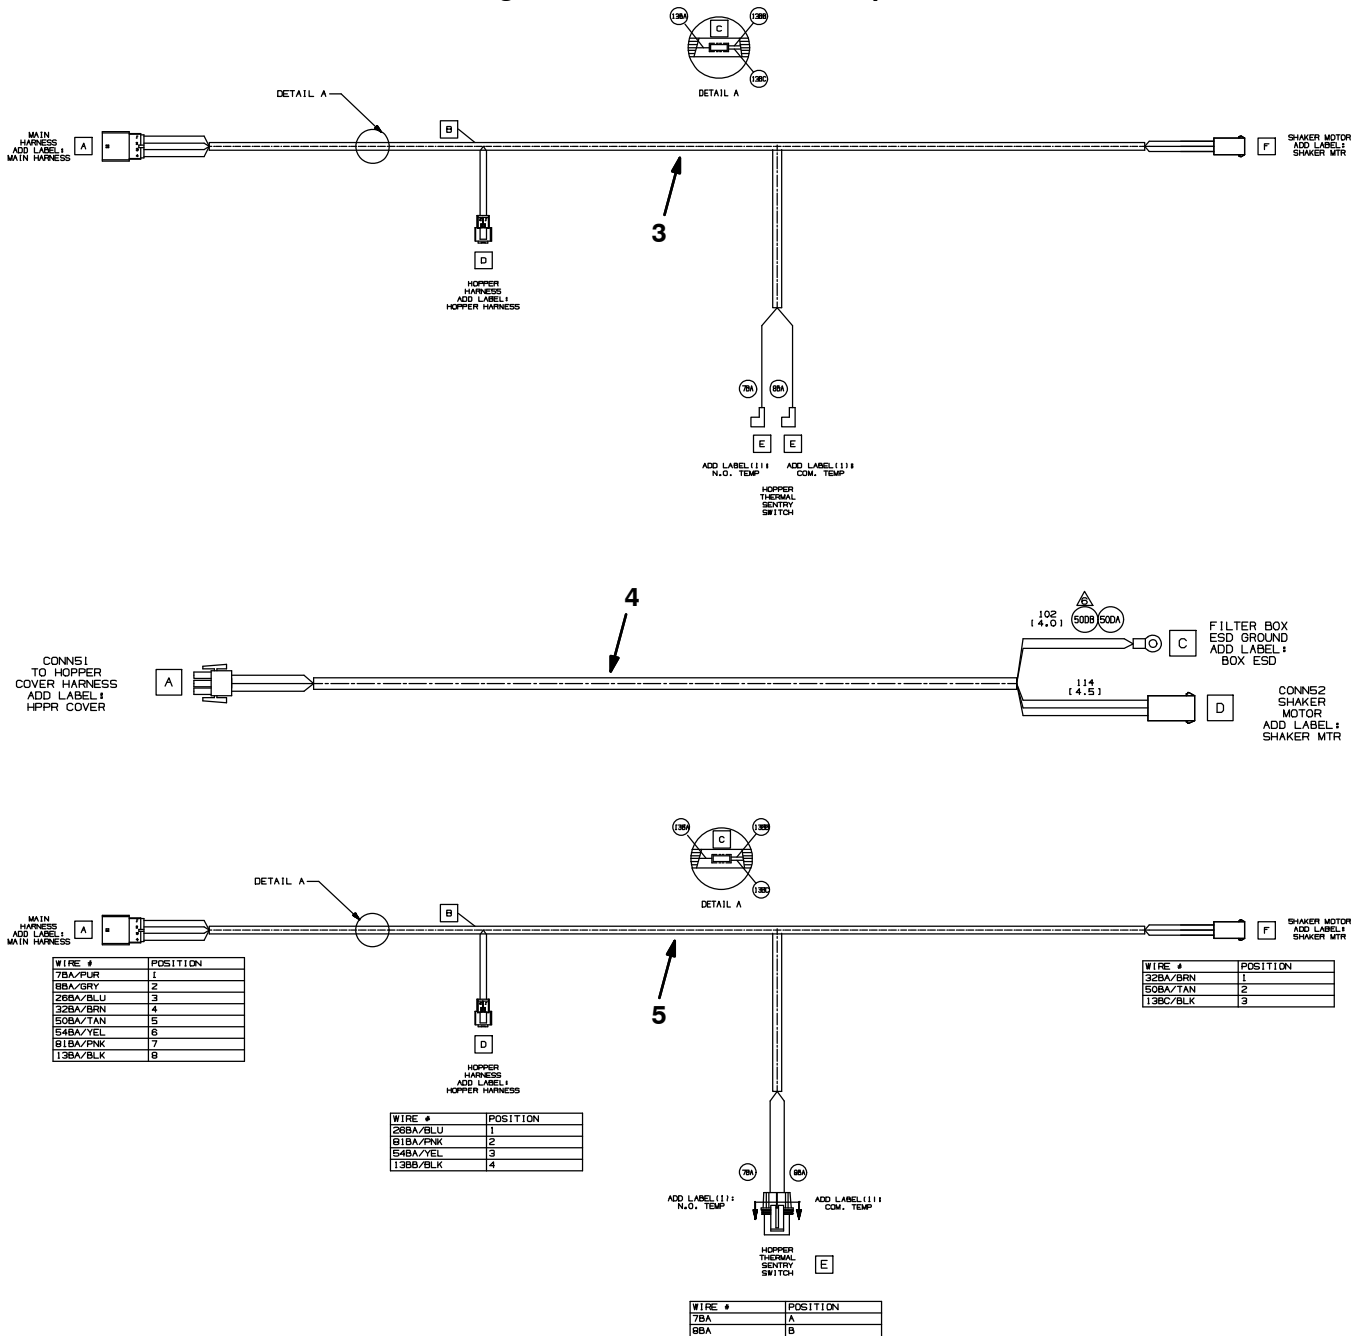 13BA
13BB
C
13BC
DETAIL A
DETAIL A
MAIN
HARNESS
ADD LABEL:
MAIN HARNESS
A
B
SHAKER MOTOR
ADD LABEL:
SHAKER MTR
F
3
D
HOPPER
HARNESS
ADD LABEL:
HOPPER HARNESS
7BA
8BA
E
E
ADD LABEL(1):
N.O. TEMP
ADD LABEL(1):
COM. TEMP
HOPPER
THERMAL
SENTRY
SWITCH
4
102
[4.0]
6
50DB
50DA
C
FILTER BOX
ESD GROUND
ADD LABEL:
BOX ESD
CONN51
TO HOPPER
COVER HARNESS
ADD LABEL:
HPPR COVER
A
114
[4.5]
D
CONN52
SHAKER
MOTOR
ADD LABEL:
SHAKER MTR
13BA
13BB
C
13BC
DETAIL A
DETAIL A
MAIN
HARNESS
ADD LABEL:
MAIN HARNESS
A
B
SHAKER MOTOR
ADD LABEL:
SHAKER MTR
F
WIRE # POSITION
7BA/PUR 1
8BA/GRY 2
26BA/BLU 3
32BA/BRN 4
50BA/TAN 5
54BA/YEL 6
81BA/PNK 7
13BA/BLK 8
WIRE # POSITION
32BA/BRN 1
50BA/TAN 2
13BC/BLK 3
5
D
HOPPER
HARNESS
ADD LABEL:
HOPPER HARNESS
WIRE # POSITION
26BA/BLU 1
81BA/PNK 2
54BA/YEL 3
13BB/BLK 4
7BA
8BA
ADD LABEL(1):
N.O. TEMP
ADD LABEL(1):
COM. TEMP
HOPPER
THERMAL
SENTRY
SWITCH
E
WIRE # POSITION
7BA A
8BA B